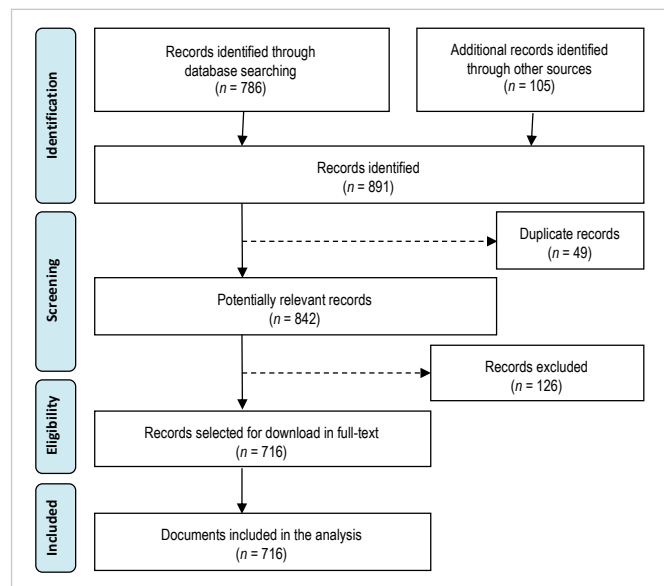 Identification
Records identified through
database searching
(n = 786)
Additional records identified
through other sources
(n = 105)
Records identified
(n = 891)
Screening
Duplicate records
(n = 49)
Potentially relevant records
(n = 842)
Records excluded
(n = 126)
Eligibility
Records selected for download in full-text
(n = 716)
Included
Documents included in the analysis
(n = 716)